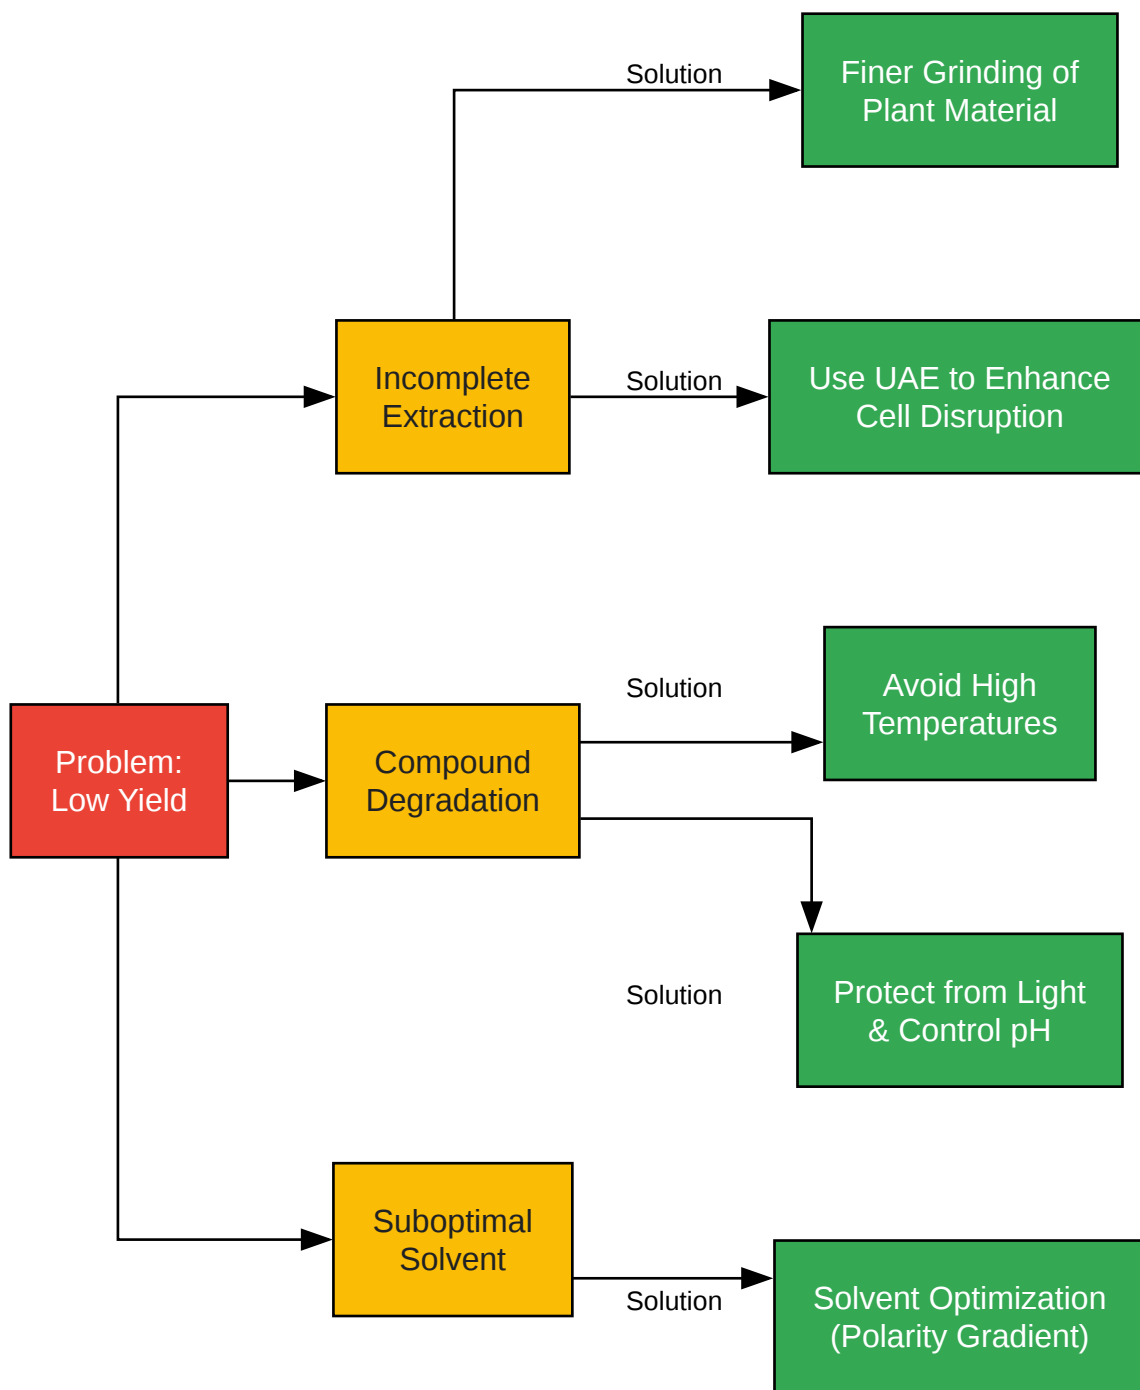 Solution
Finer Grinding of
Plant Material
Incomplete
Extraction
Solution
Use UAE to Enhance
Cell Disruption
Solution
Avoid High
Temperatures
Problem:
Low Yield
Compound
Degradation
Solution
Protect from Light
& Control pH
Suboptimal
Solvent
Solution
Solvent Optimization
(Polarity Gradient)